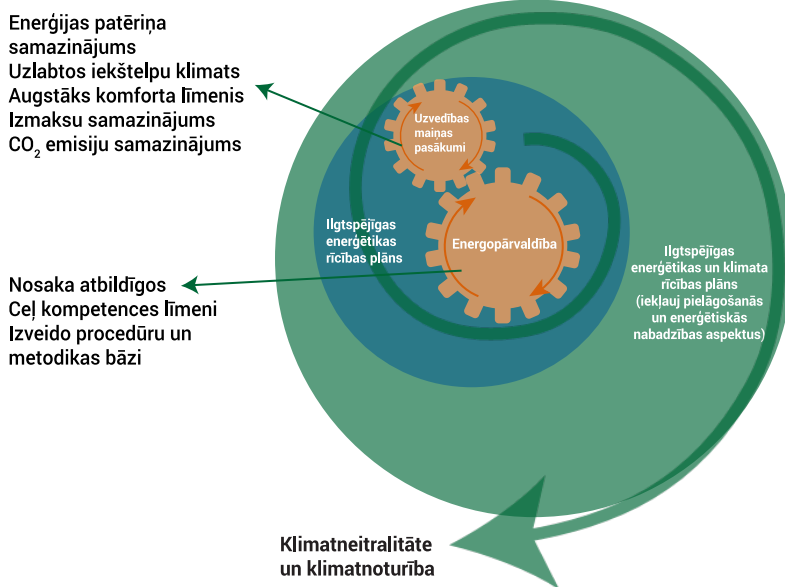 Enerģijas patēriņa
samazinājums
Uzlabtos iekštelpu klimats
Augstāks komforta līmenis
Izmaksu samazinājums
CO₂ emisiju samazinājums
Uzvedības
maiņas
pasākumi
Ilgtspējīgas
enerģētikas
rīcības plāns
Energopārvaldība
Ilgtspējīgas
enerģētikas un klimata
rīcības plāns
(iekļauj pielāgošanās
un enerģētiskās
nabadzības aspektus)
Nosaka atbildīgos
Ceļ kompetences līmeni
Izveido procedūru un
metodikas bāzi
Klimatneitralitāte
un klimatnoturība